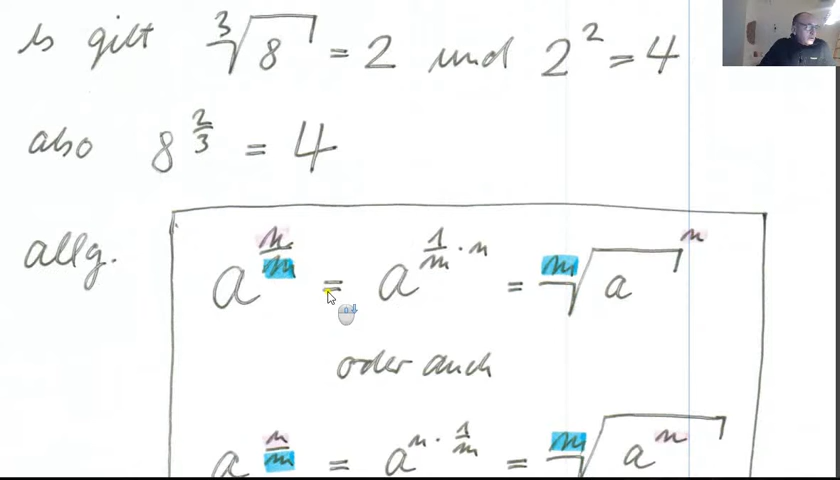 Es gilt ∛8 = 2 und 2² = 4
also 8^(2/3) = 4
allg. a^(n/m) = a^(1/m · n) = ᵐ√a ⁿ
oder auch
a^(n/m) = a^(n · 1/m) = ᵐ√(aⁿ)